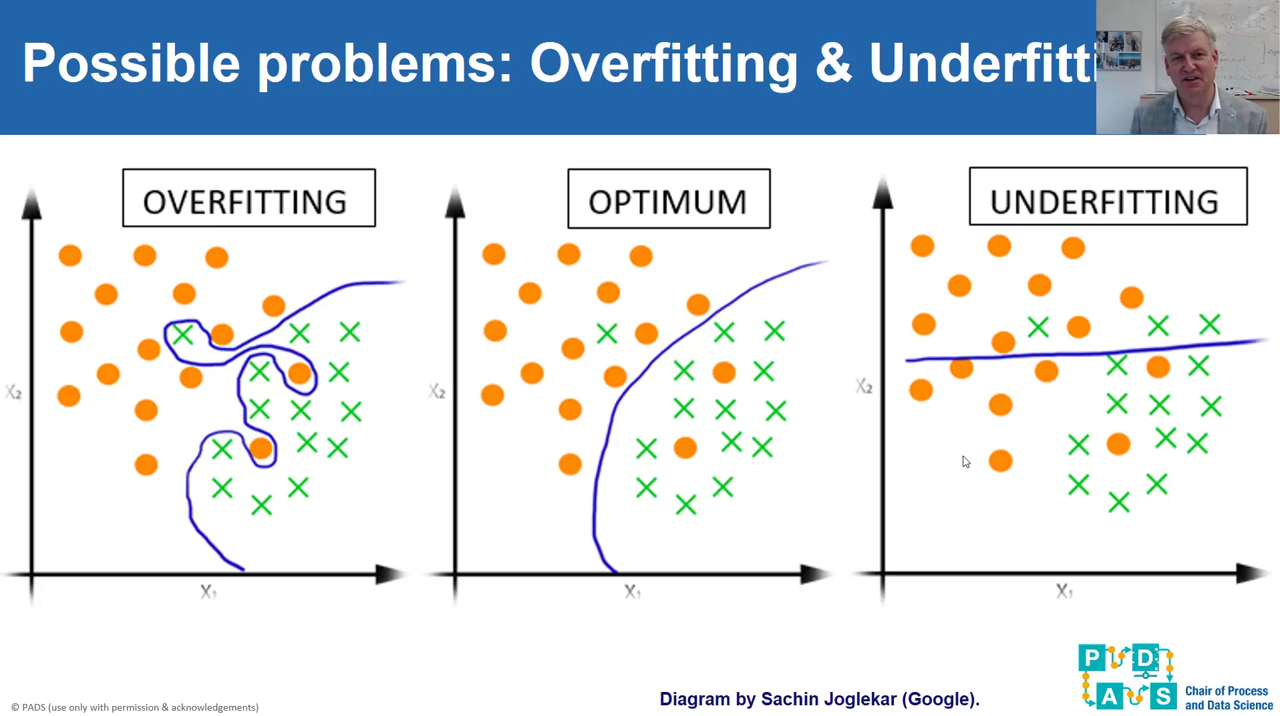 Possible problems: Overfitting & Underfitti
OVERFITTING
OPTIMUM
UNDERFITTING
X₂
X₂
X₂
X₁
X₁
X₁
P D
A S
Chair of Process
and Data Science
Diagram by Sachin Joglekar (Google).
© PADS (use only with permission & acknowledgements)